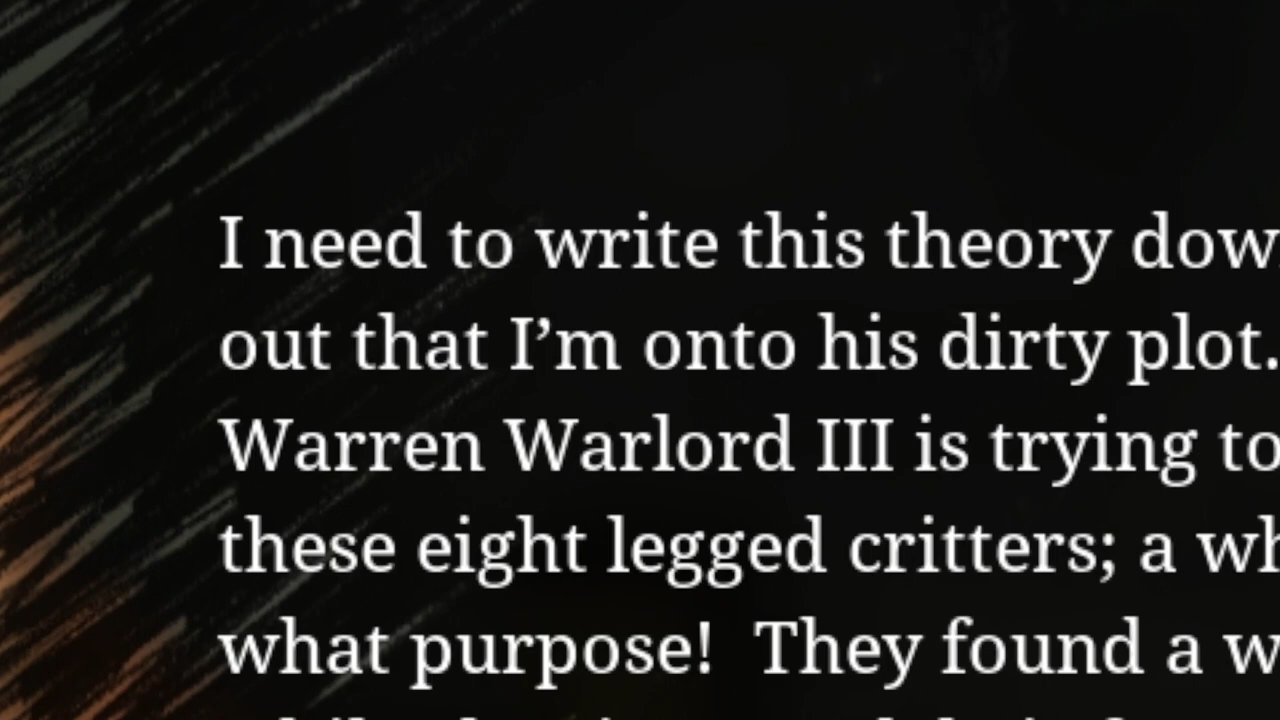 I need to write this theory dow
out that I’m onto his dirty plot.
Warren Warlord III is trying to
these eight legged critters; a wh
what purpose!  They found a w